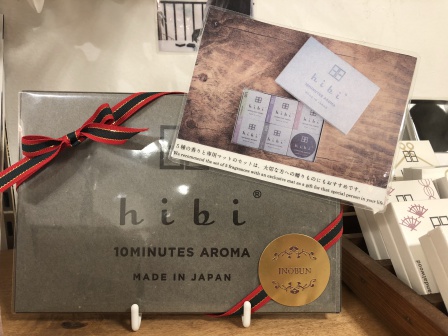 hibi
5種の香りと専用マットのセットは、大切な方への贈りものにもおすすめです。
We recommend the set of 5 fragrances with an exclusive mat as a gift for that special person in your life.
hibi®
10MINUTES AROMA
MADE IN JAPAN
INOBUN